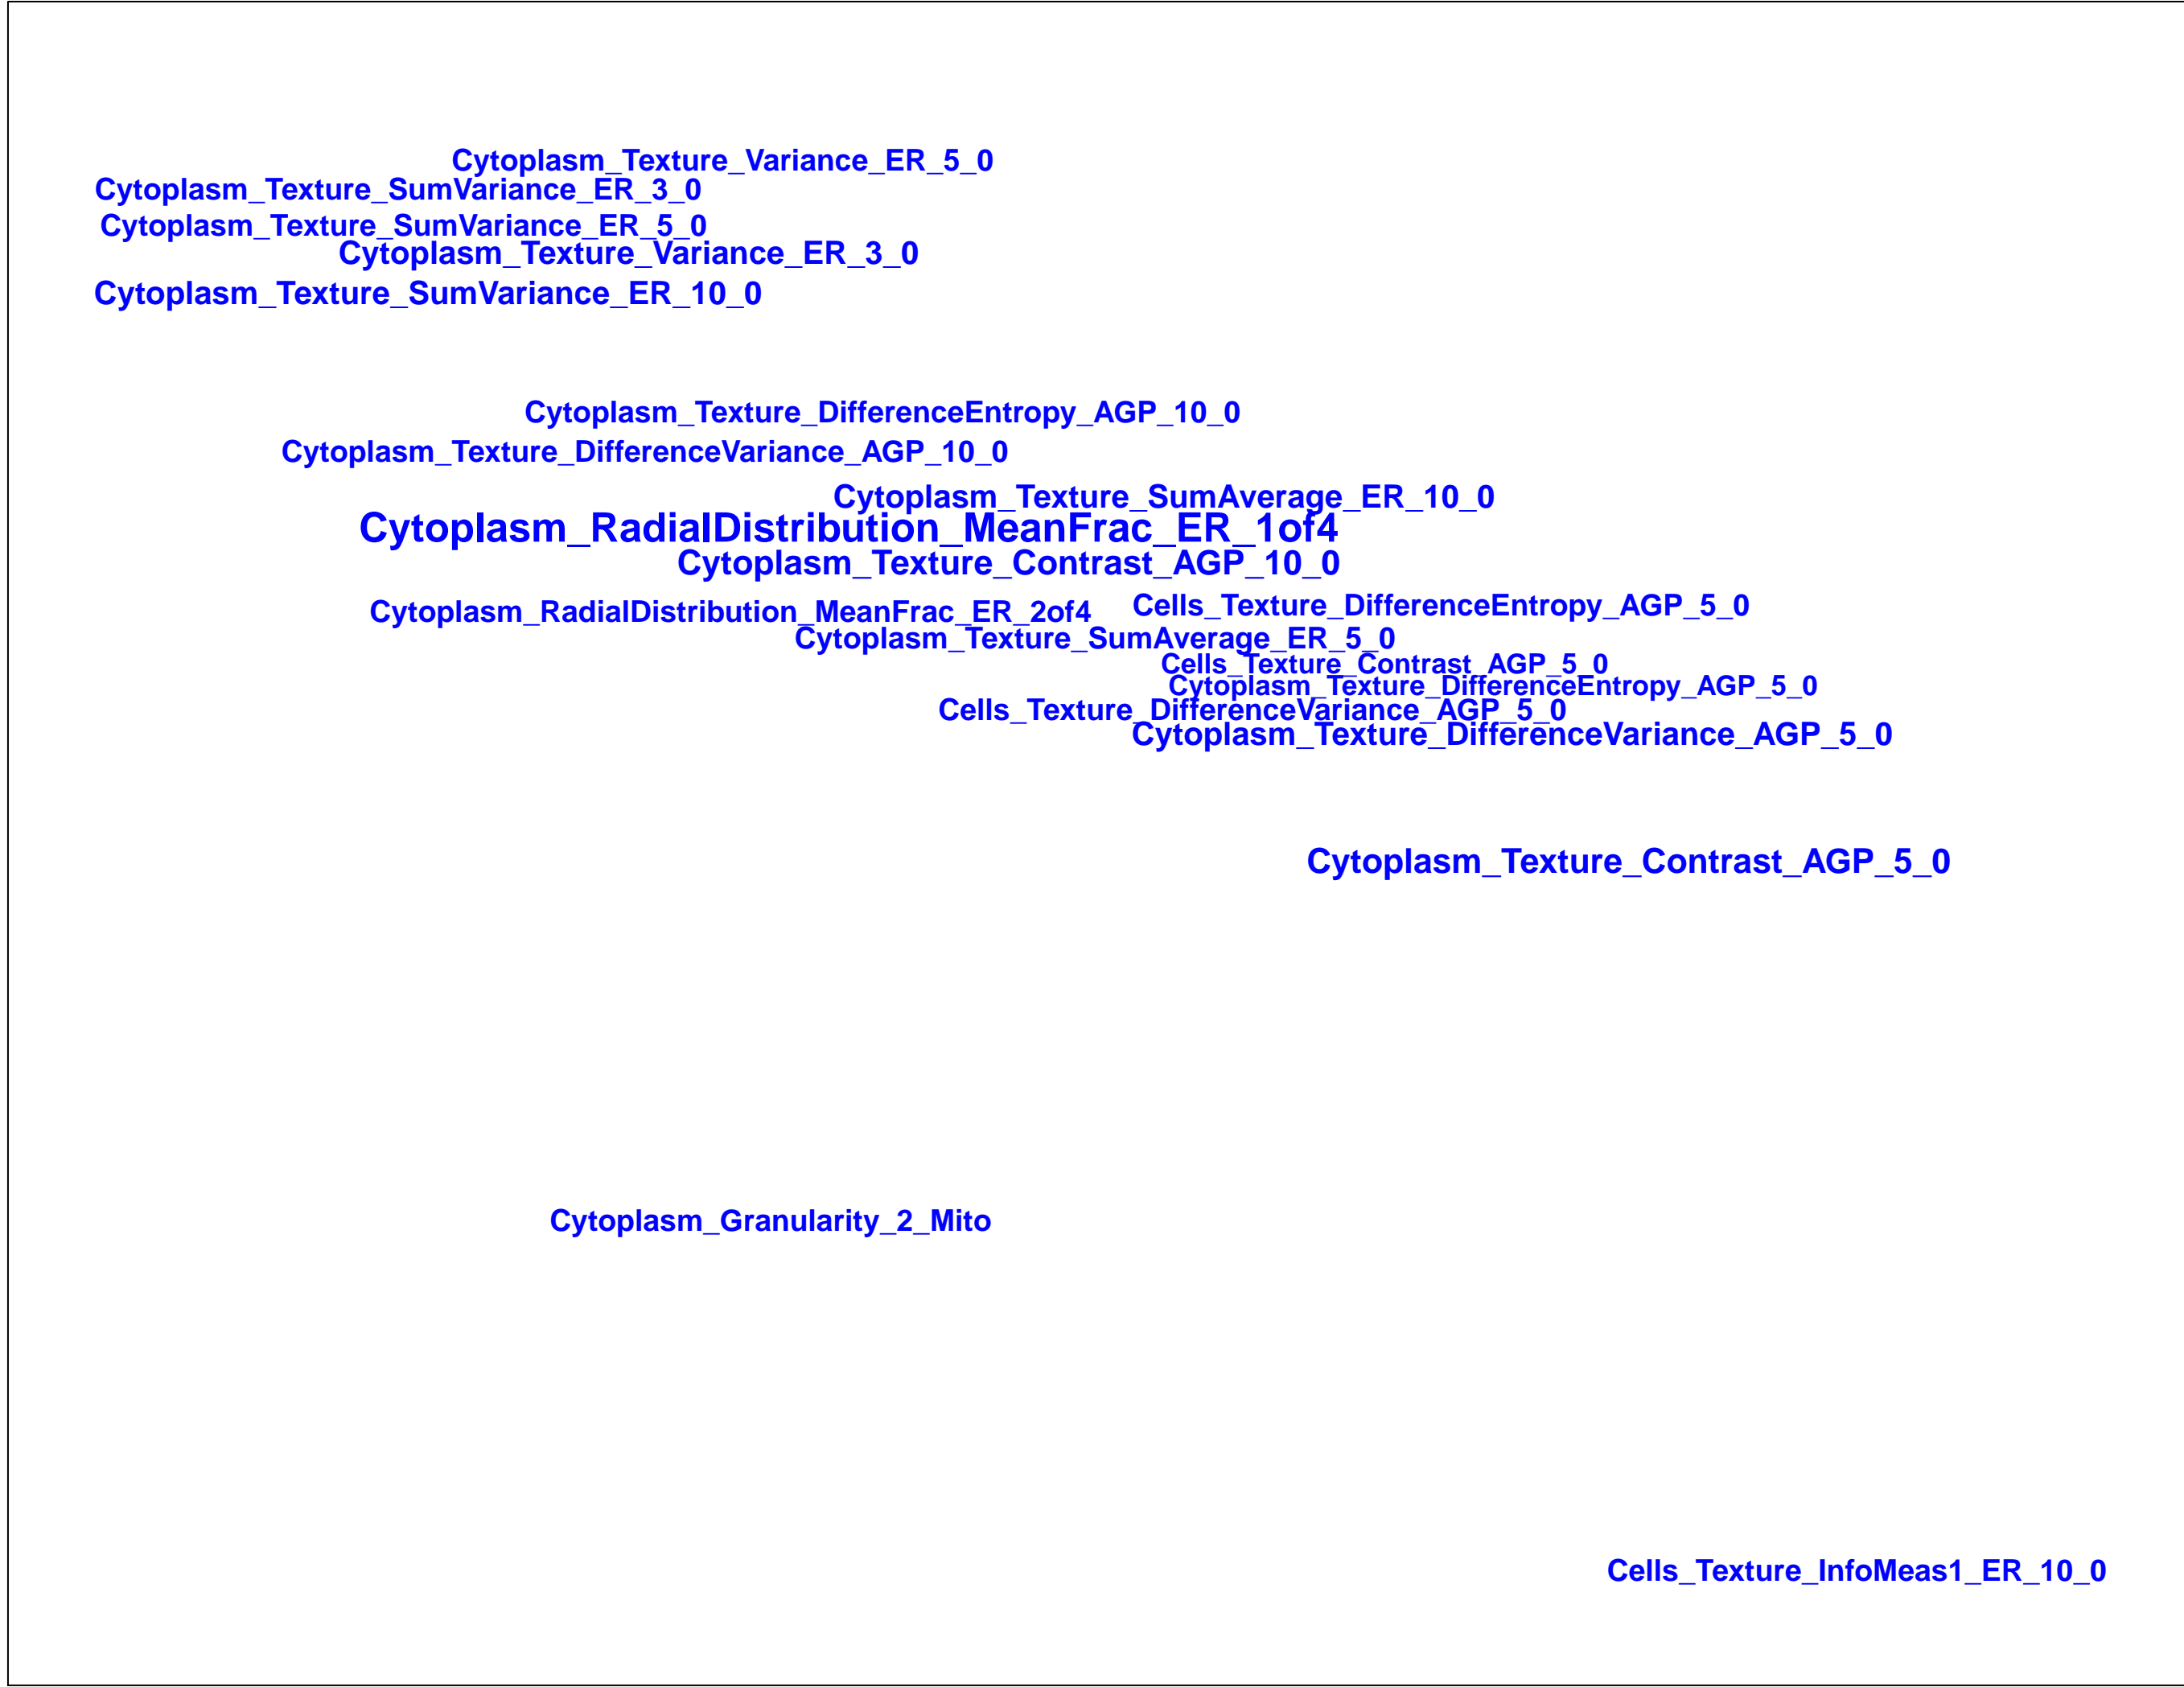 Cytoplasm_Texture_Variance_ER_5_0
Cytoplasm_Texture_SumVariance_ER_3_0
Cytoplasm_Texture_SumVariance_ER_5_0
Cytoplasm_Texture_Variance_ER_3_0
Cytoplasm_Texture_SumVariance_ER_10_0
Cytoplasm_Texture_DifferenceEntropy_AGP_10_0
Cytoplasm_Texture_DifferenceVariance_AGP_10_0
Cytoplasm_Texture_SumAverage_ER_10_0
Cytoplasm_RadialDistribution_MeanFrac_ER_1of4
Cytoplasm_Texture_Contrast_AGP_10_0
Cytoplasm_RadialDistribution_MeanFrac_ER_2of4
Cells_Texture_DifferenceEntropy_AGP_5_0
Cytoplasm_Texture_SumAverage_ER_5_0
Cells_Texture_Contrast_AGP_5_0
Cytoplasm_Texture_DifferenceEntropy_AGP_5_0
Cells_Texture_DifferenceVariance_AGP_5_0
Cytoplasm_Texture_DifferenceVariance_AGP_5_0
Cytoplasm_Texture_Contrast_AGP_5_0
Cytoplasm_Granularity_2_Mito
Cells_Texture_InfoMeas1_ER_10_0